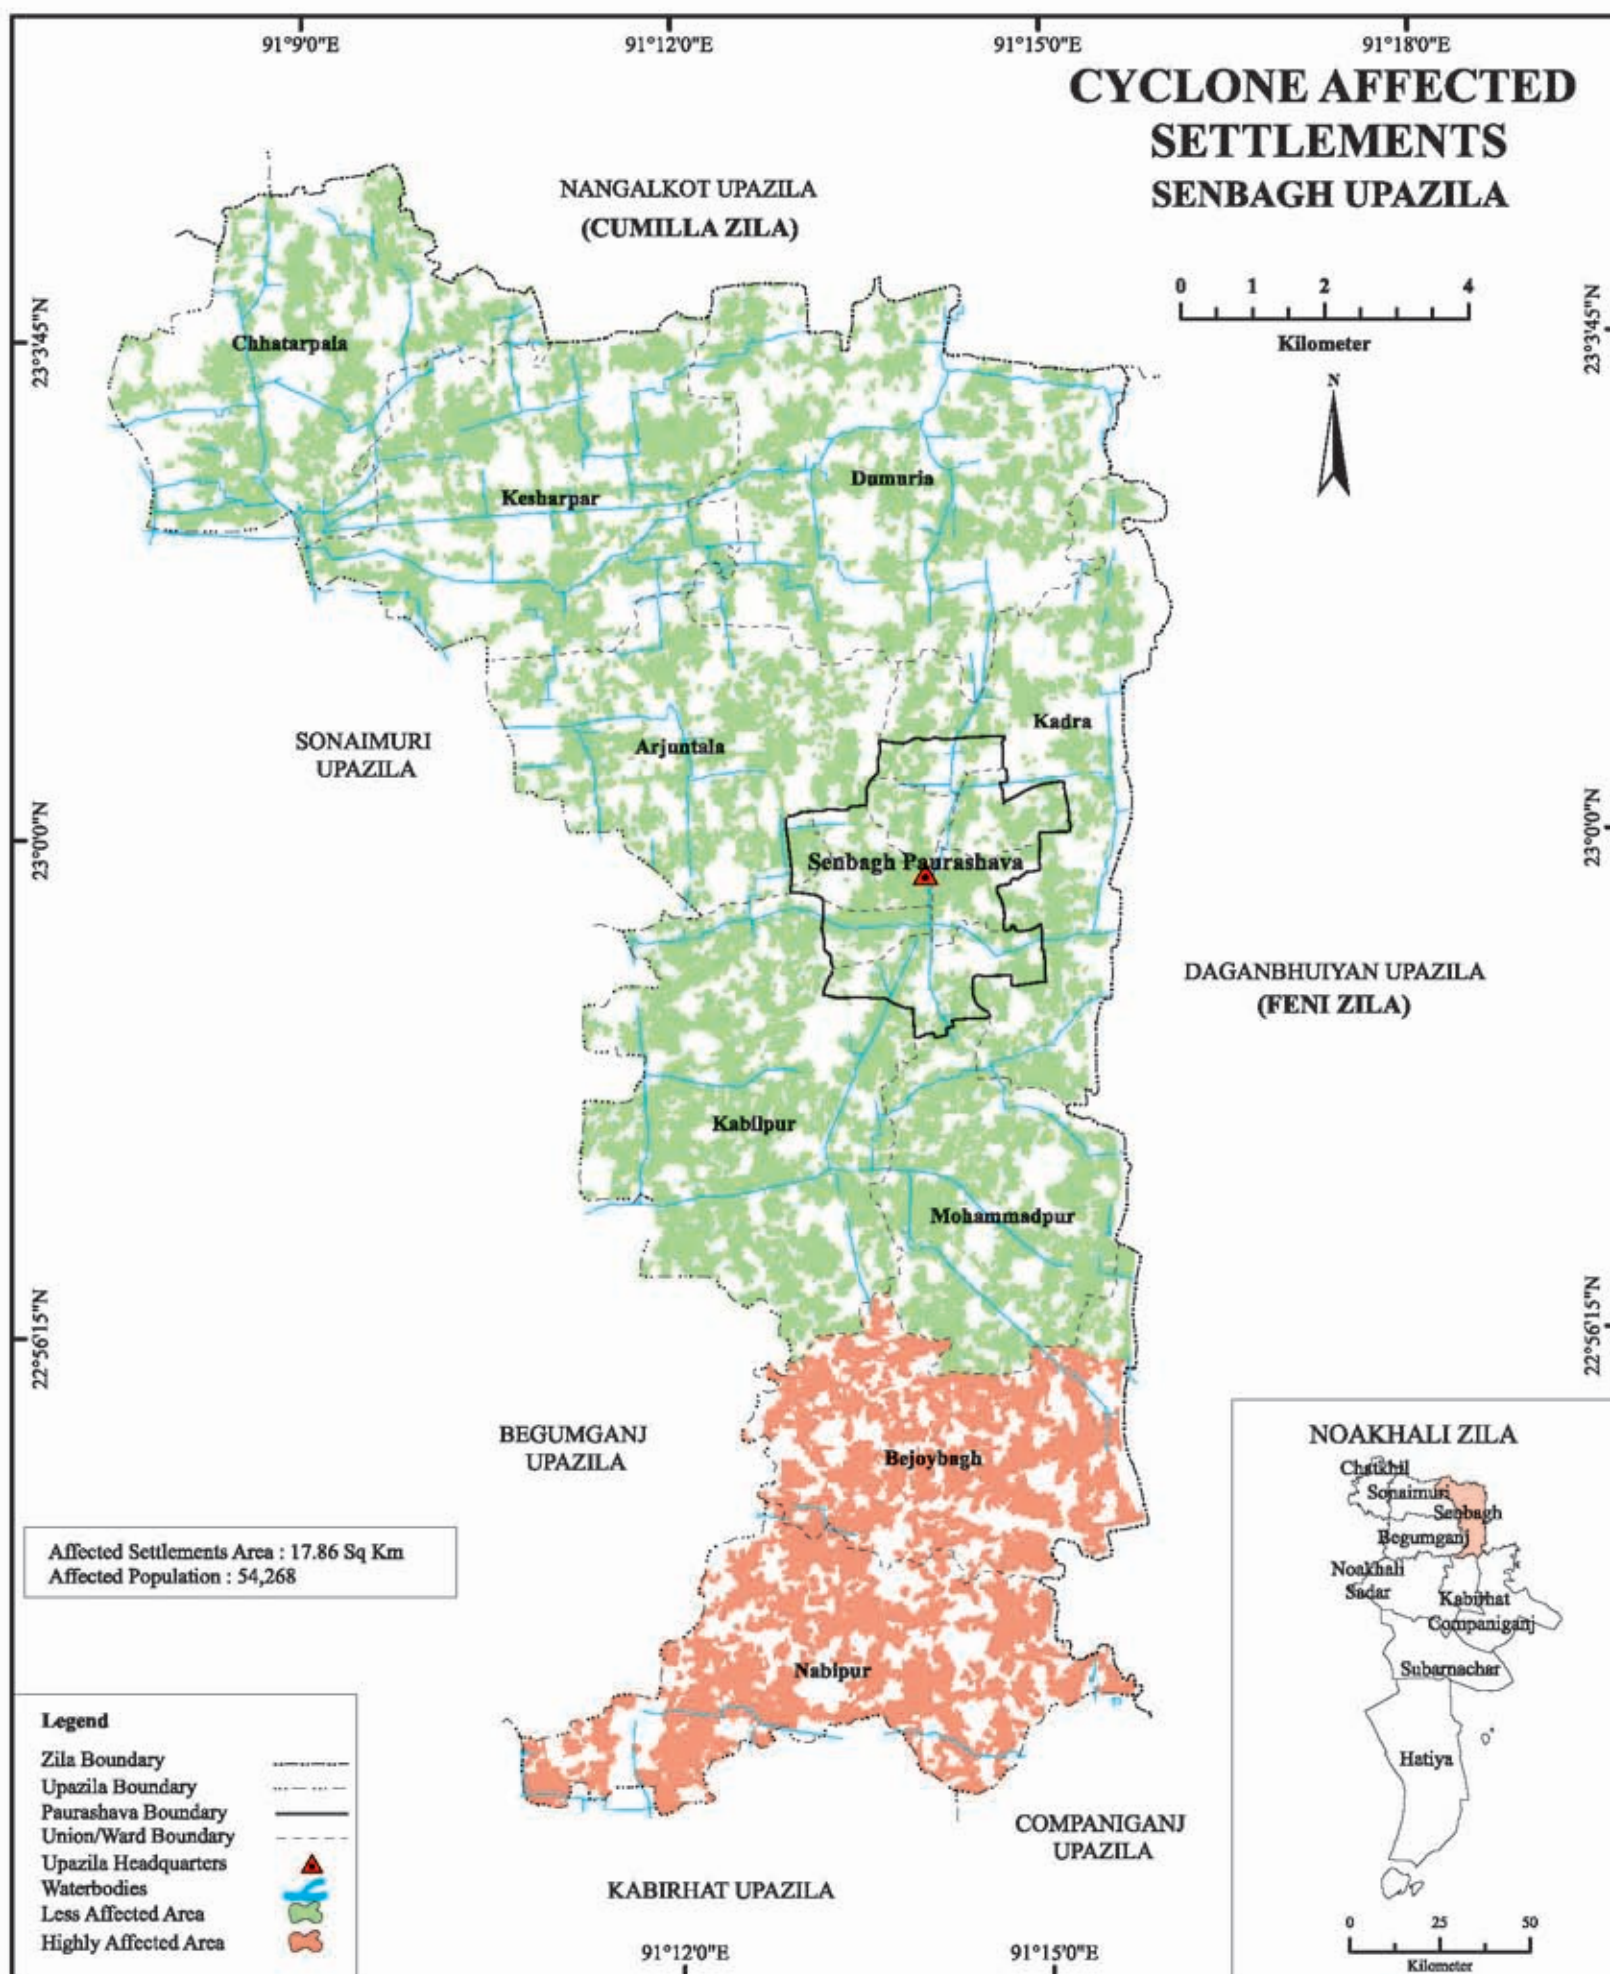 91°9'0"E
91°12'0"E
91°15'0"E
91°18'0"E
CYCLONE AFFECTED
SETTLEMENTS
SENBAGH UPAZILA
NANGALKOT UPAZILA
(CUMILLA ZILA)
0 1 2 4
Kilometer
N
23°3'45"N
23°3'45"N
Chhatarpaia
Kesharpar
Dumuria
Kadra
SONAIMURI
UPAZILA
Arjuntala
23°0'0"N
23°0'0"N
Senbagh Paurashava
DAGANBHUIYAN UPAZILA
(FENI ZILA)
Kabilpur
Mohammadpur
22°56'15"N
22°56'15"N
BEGUMGANJ
UPAZILA
Bejoybagh
Nabipur
Affected Settlements Area : 17.86 Sq Km
Affected Population : 54,268
NOAKHALI ZILA
Chatkhil
Sonaimuri
Senbagh
Begumganj
Noakhali
Sadar
Kabirhat
Companiganj
Subarnachar
Hatiya
0 25 50
Kilometer
Legend
Zila Boundary
Upazila Boundary
Paurashava Boundary
Union/Ward Boundary
Upazila Headquarters
Waterbodies
Less Affected Area
Highly Affected Area
COMPANIGANJ
UPAZILA
KABIRHAT UPAZILA
91°12'0"E
91°15'0"E